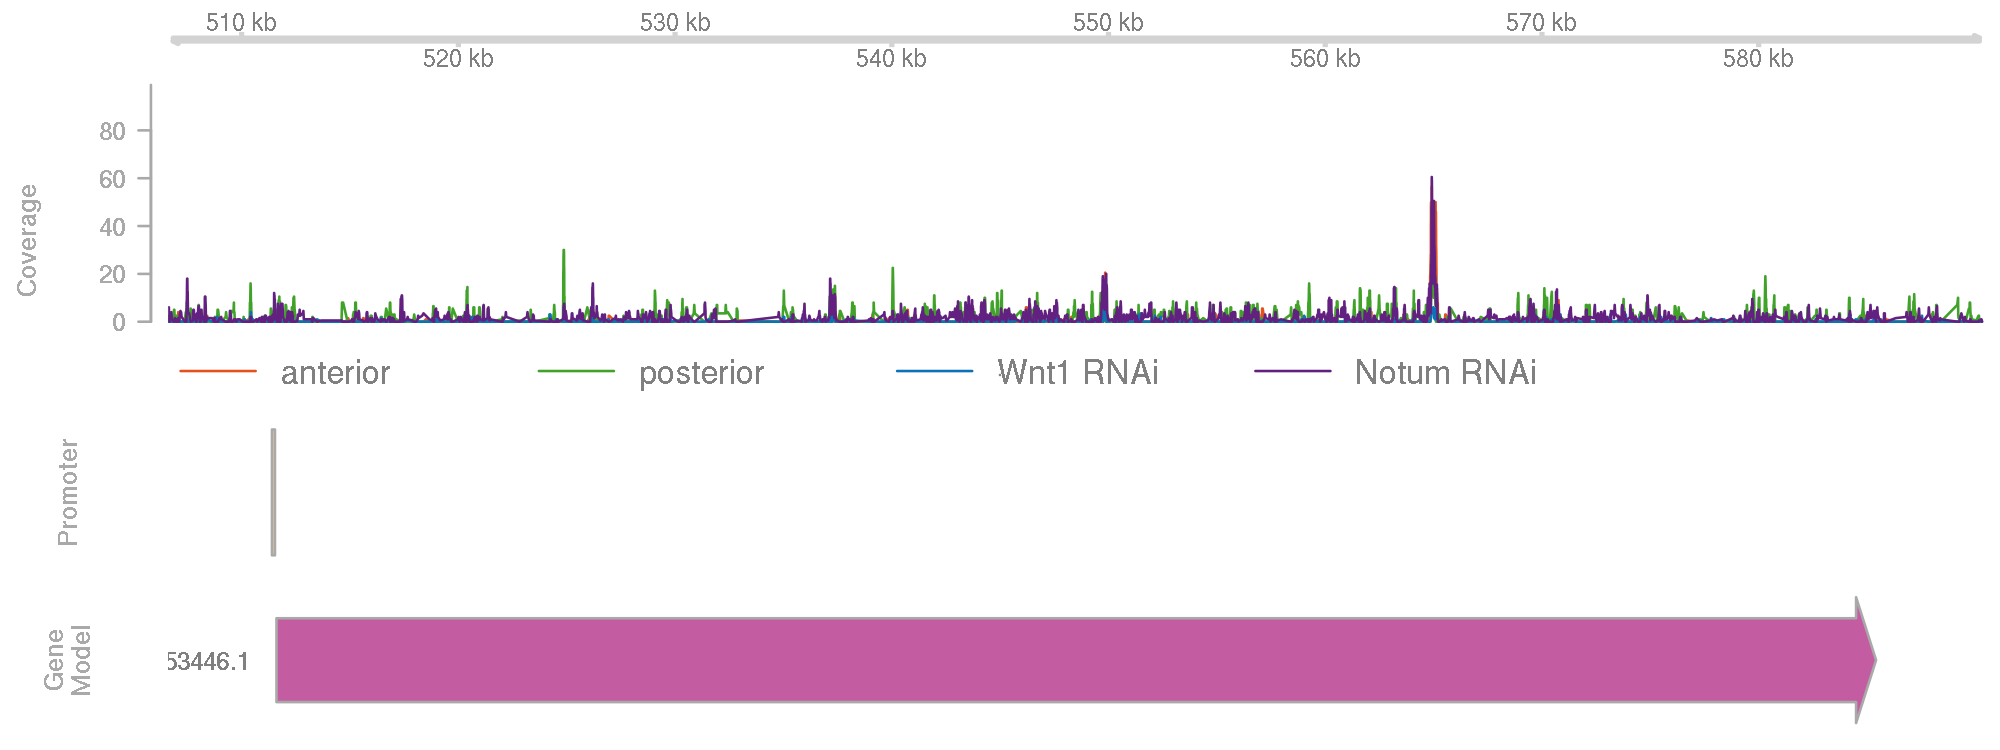 510 kb 530 kb 550 kb 570 kb
520 kb 540 kb 560 kb 580 kb
Coverage
80
60
40
20
0
anterior posterior Wnt1 RNAi Notum RNAi
Promoter
Gene
Model
53446.1